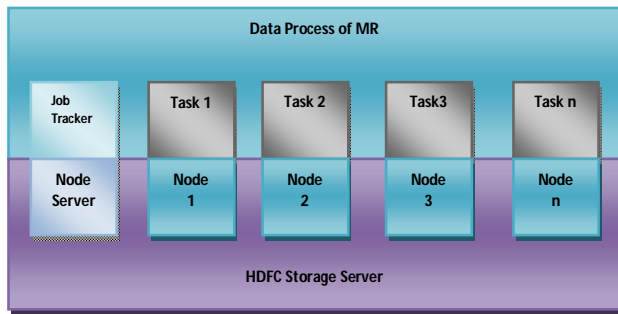 Data Process of MR
Job
Tracker
Task 1
Task 2
Task3
Task n
Node
Server
Node
1
Node
2
Node
3
Node
n
HDFC Storage Server